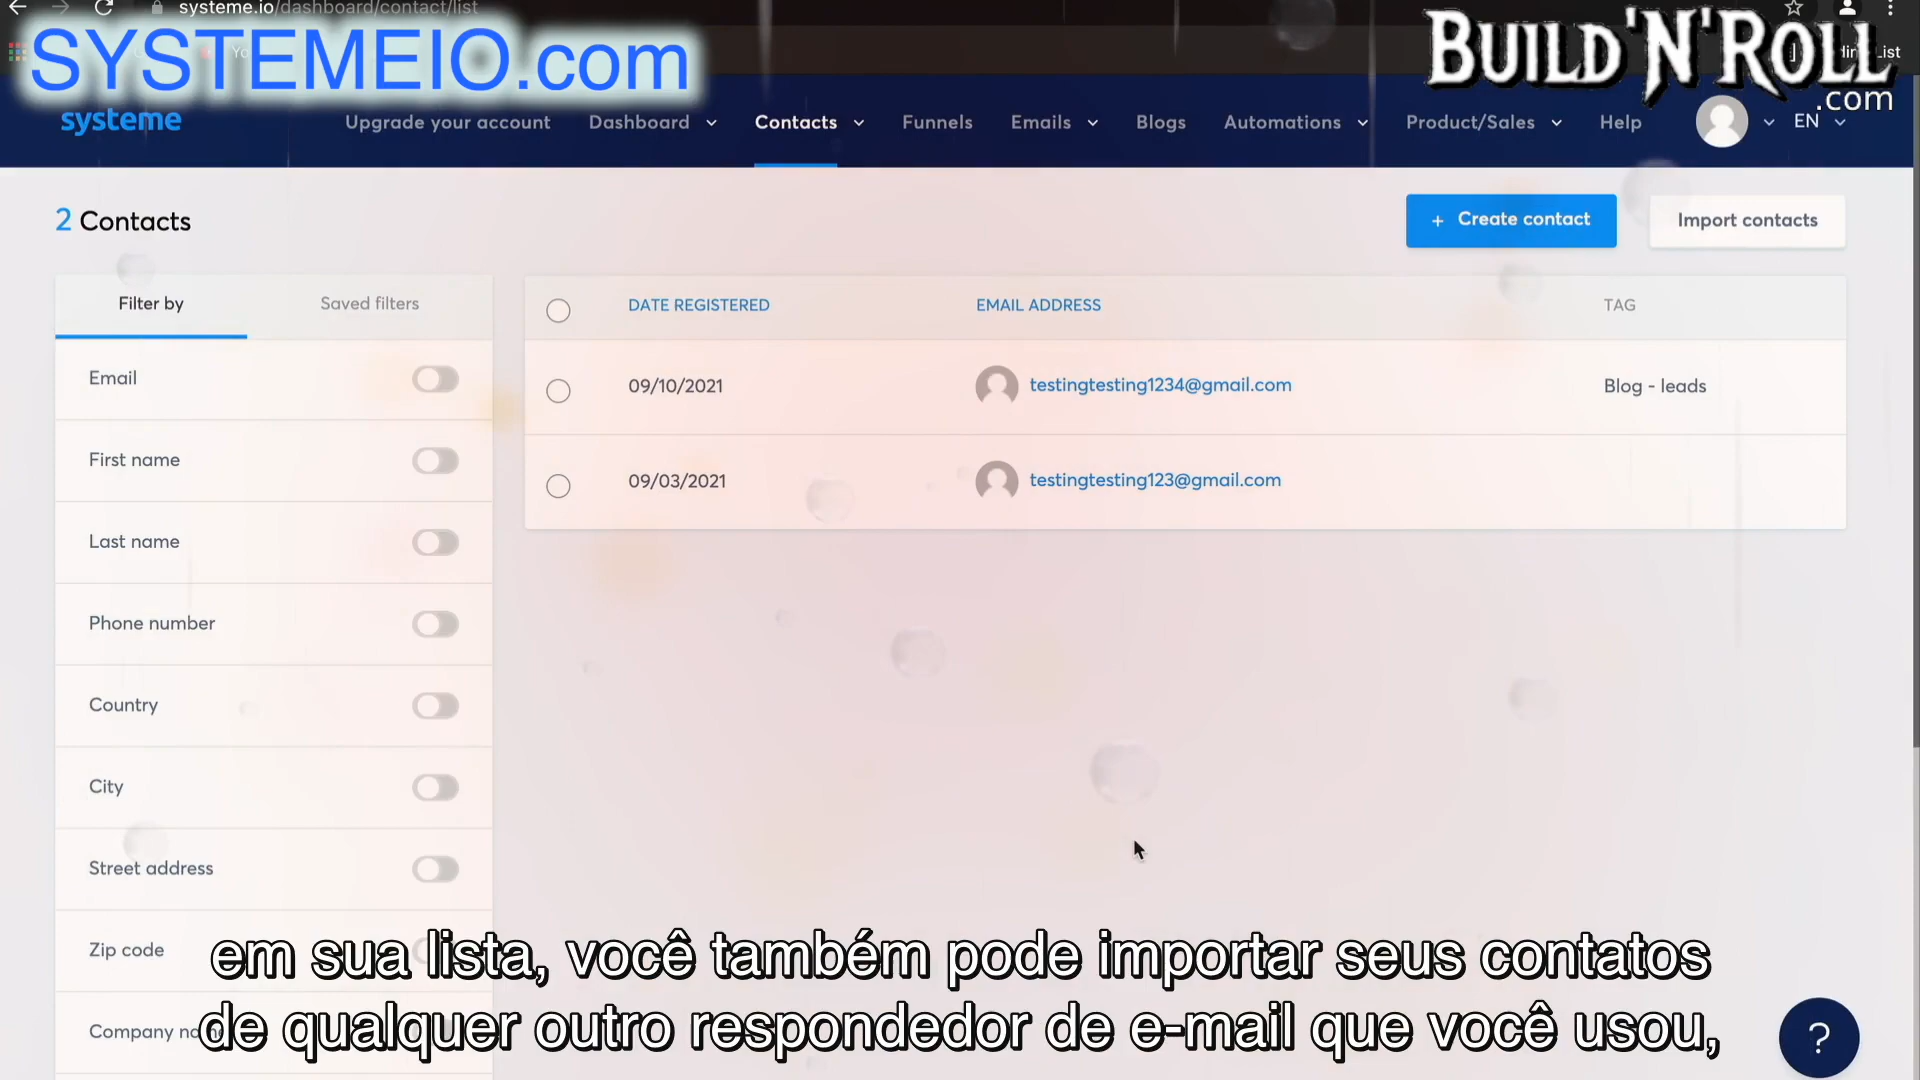 systeme.io/dashboard/contact/list
SYSTEMEIO.com
BUILD'N'ROLL
.com
List
systeme
Upgrade your account
Dashboard
Contacts
Funnels
Emails
Blogs
Automations
Product/Sales
Help
EN
2 Contacts
+ Create contact
Import contacts
Filter by
Saved filters
DATE REGISTERED
EMAIL ADDRESS
TAG
Email
09/10/2021
testingtesting1234@gmail.com
Blog - leads
First name
09/03/2021
testingtesting123@gmail.com
Last name
Phone number
Country
City
Street address
Zip code
Company
em sua lista, você também pode importar seus contatos
de qualquer outro respondedor de e-mail que você usou,
?